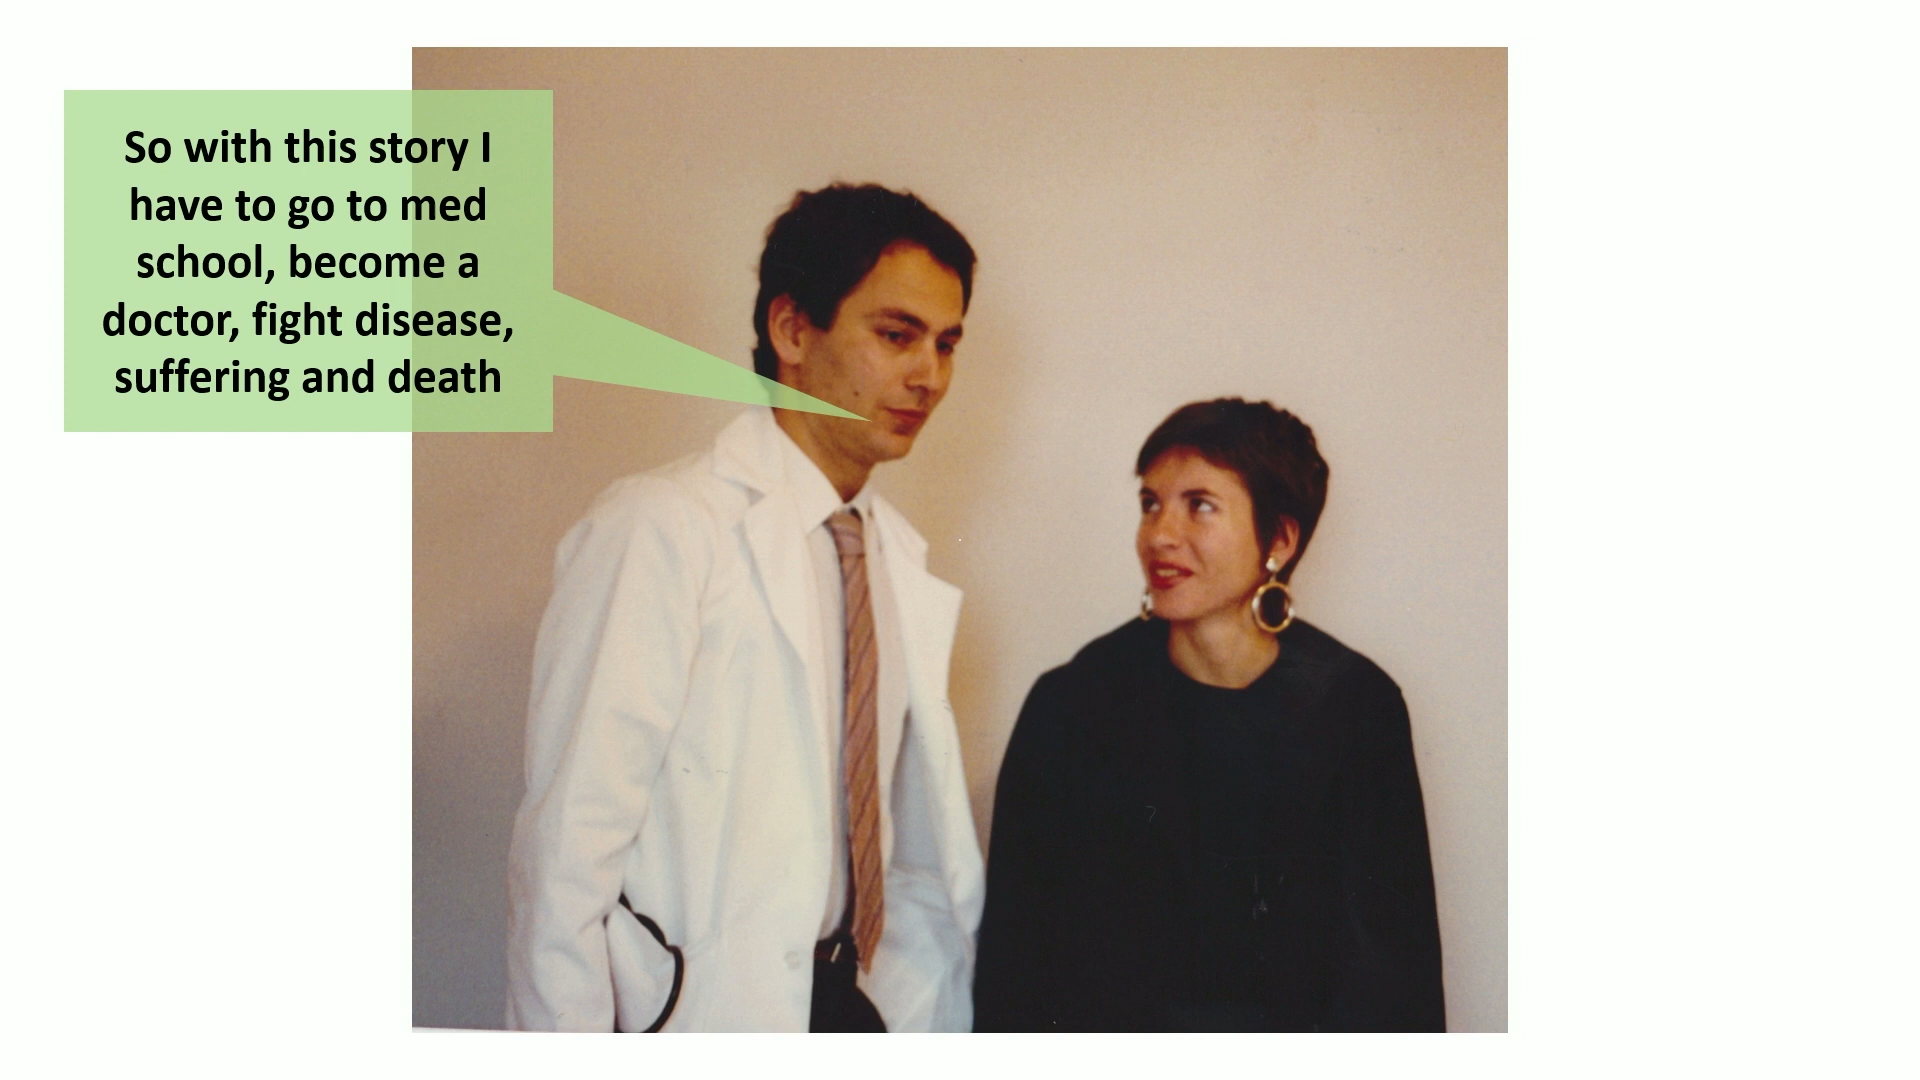 So with this story I
have to go to med
school, become a
doctor, fight disease,
suffering and death